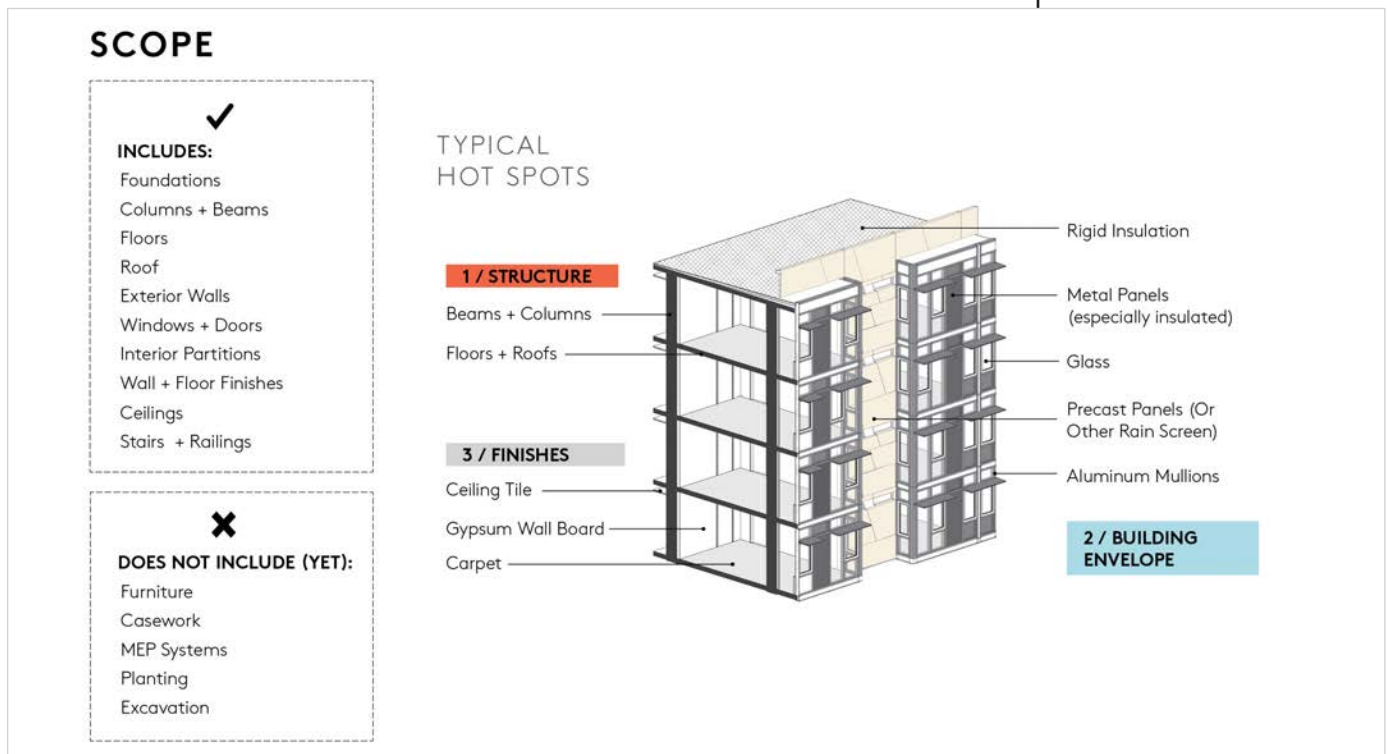 SCOPE
INCLUDES:
Foundations
Columns + Beams
Floors
Roof
Exterior Walls
Windows + Doors
Interior Partitions
Wall + Floor Finishes
Ceilings
Stairs + Railings
DOES NOT INCLUDE (YET):
Furniture
Casework
MEP Systems
Planting
Excavation
TYPICAL
HOT SPOTS
1 / STRUCTURE
Beams + Columns
Floors + Roofs
3 / FINISHES
Ceiling Tile
Gypsum Wall Board
Carpet
Rigid Insulation
Metal Panels
(especially insulated)
Glass
Precast Panels (Or
Other Rain Screen)
Aluminum Mullions
2 / BUILDING
ENVELOPE